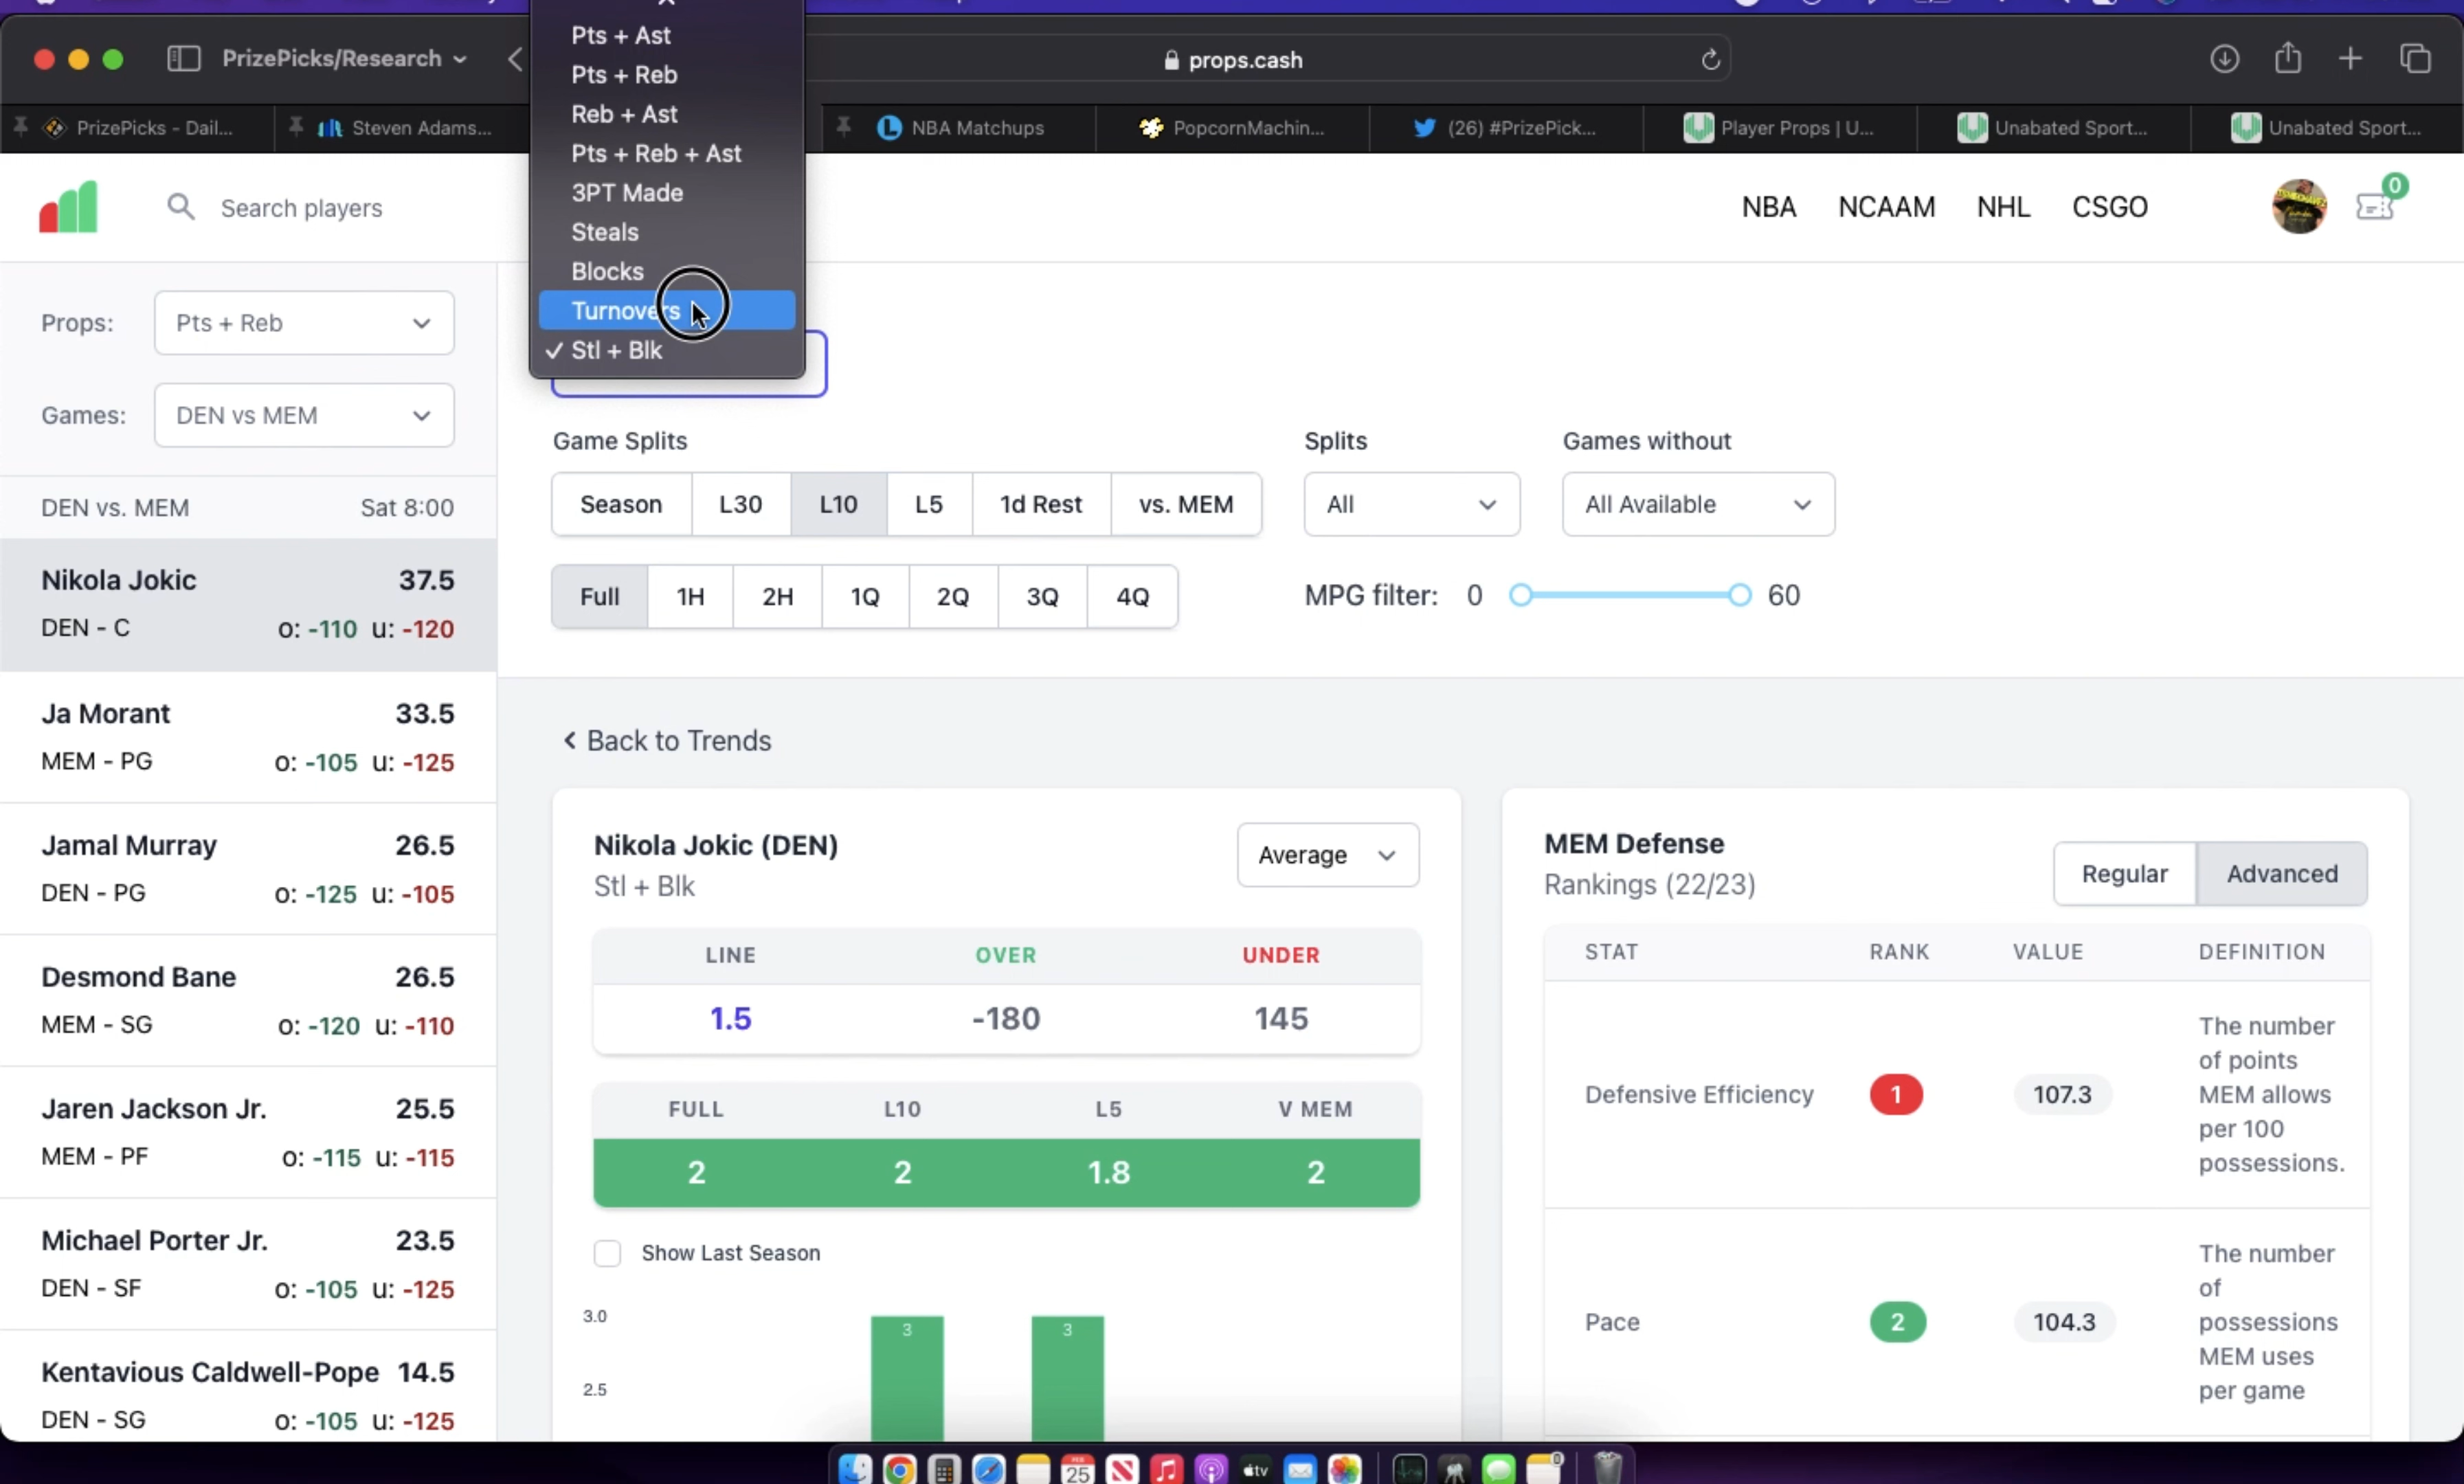 Pts + Ast
Pts + Reb
Reb + Ast
Pts + Reb + Ast
3PT Made
Steals
Blocks
Turnovers
✓ Stl + Blk
PrizePicks/Research
props.cash
PrizePicks - Dail...
Steven Adams...
NBA Matchups
PopcornMachin...
(26) #PrizePick...
Player Props | U...
Unabated Sport...
Unabated Sport...
Search players
NBA NCAAM NHL CSGO
0
Props: Pts + Reb
Games: DEN vs MEM
DEN vs. MEM Sat 8:00
Nikola Jokic 37.5
DEN - C o: -110 u: -120
Ja Morant 33.5
MEM - PG o: -105 u: -125
Jamal Murray 26.5
DEN - PG o: -125 u: -105
Desmond Bane 26.5
MEM - SG o: -120 u: -110
Jaren Jackson Jr. 25.5
MEM - PF o: -115 u: -115
Michael Porter Jr. 23.5
DEN - SF o: -105 u: -125
Kentavious Caldwell-Pope 14.5
DEN - SG o: -105 u: -125
Game Splits
Season L30 L10 L5 1d Rest vs. MEM
Full 1H 2H 1Q 2Q 3Q 4Q
Splits
All
Games without
All Available
MPG filter: 0 60
Back to Trends
Nikola Jokic (DEN)
Stl + Blk
Average
LINE OVER UNDER
1.5 -180 145
FULL L10 L5 V MEM
2 2 1.8 2
Show Last Season
3.0
3 3
2.5
MEM Defense
Rankings (22/23)
Regular Advanced
STAT RANK VALUE DEFINITION
Defensive Efficiency 1 107.3
The number
of points
MEM allows
per 100
possessions.
Pace 2 104.3
The number
of
possessions
MEM uses
per game
FEB
25
tv